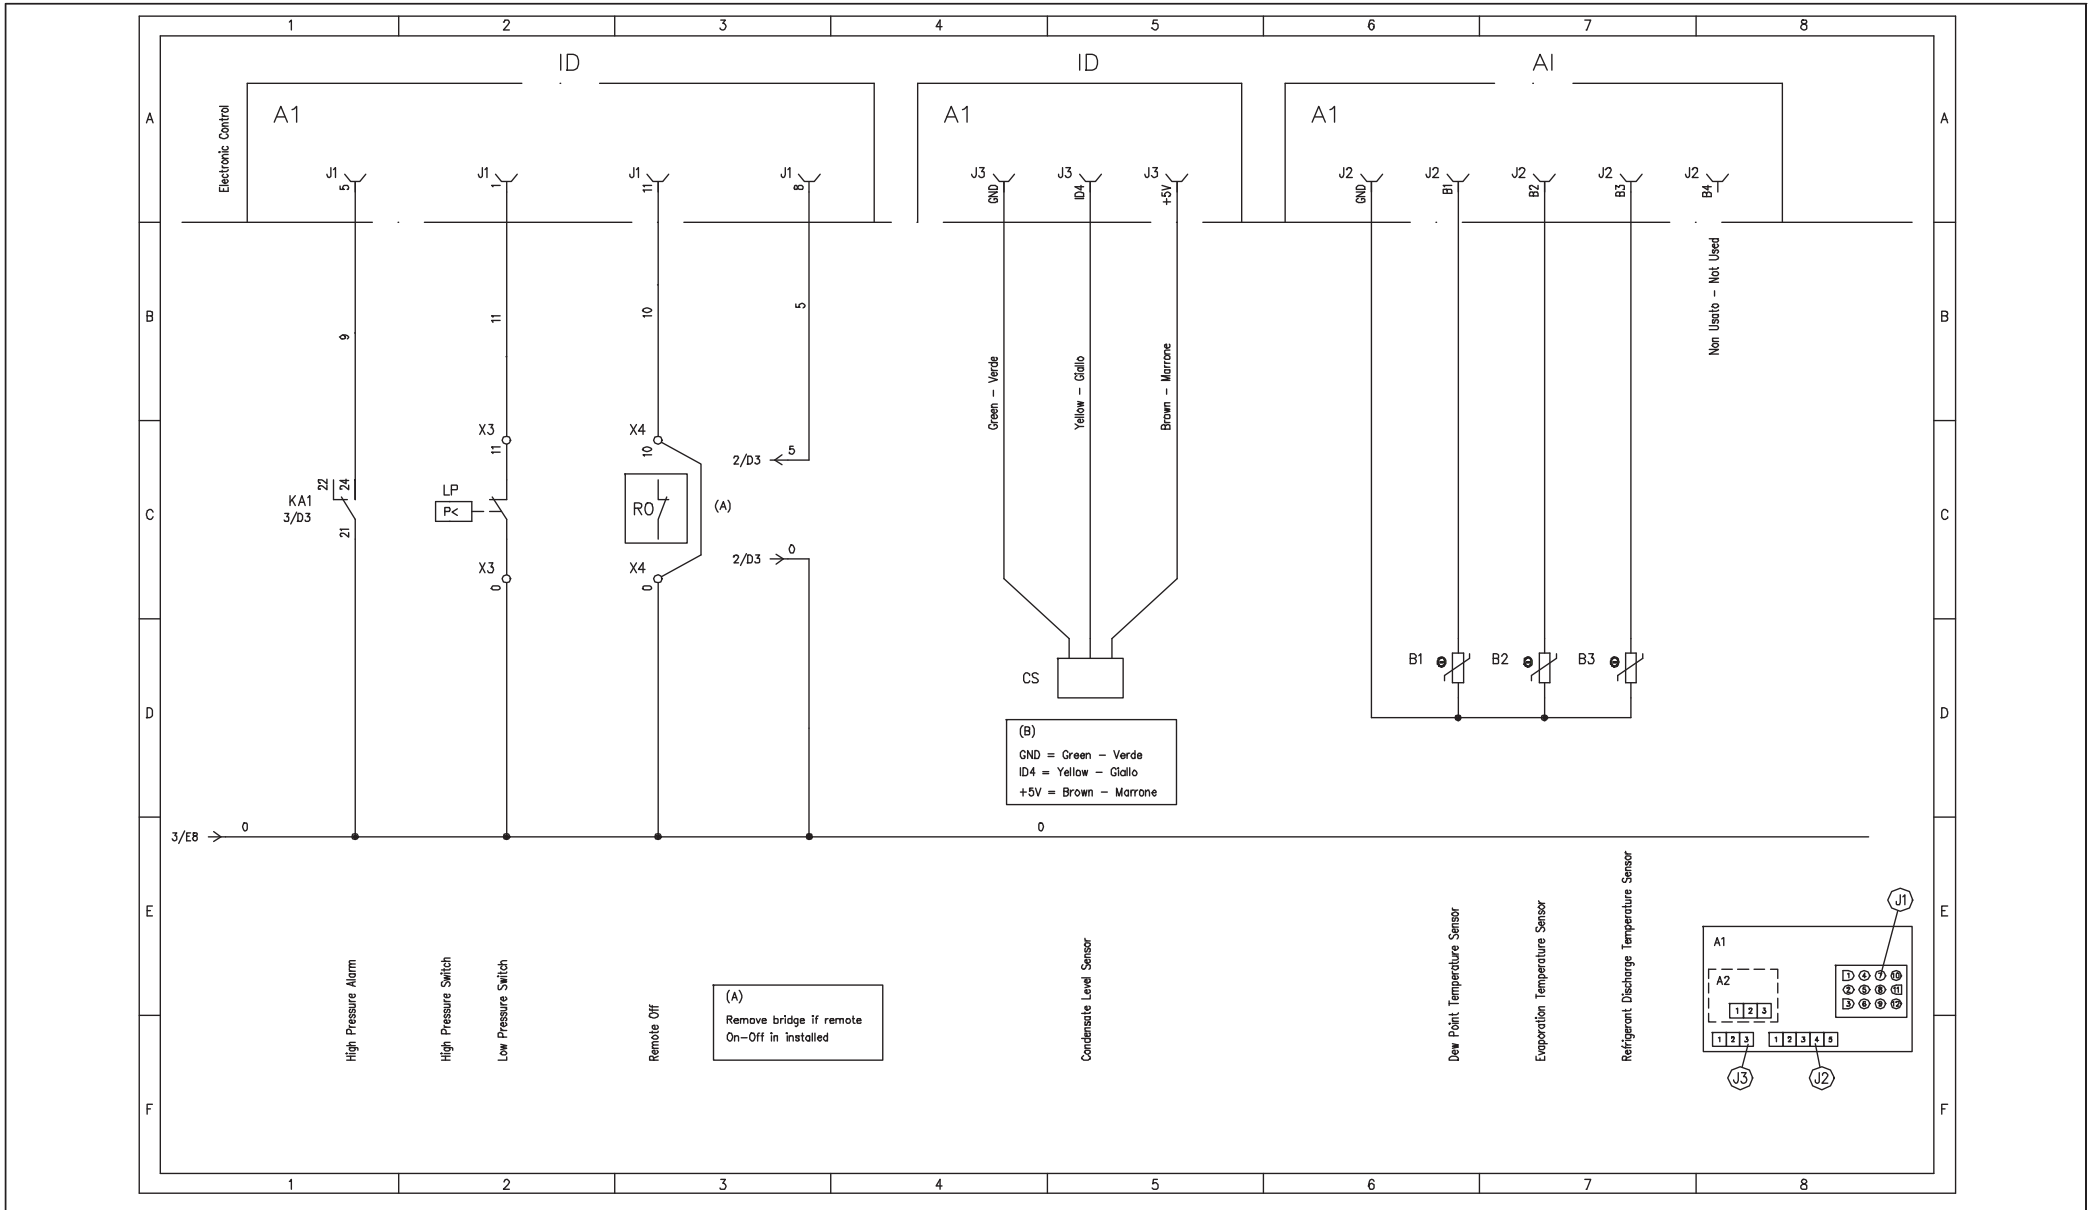 1 2 3 4 5 6 7 8
ID ID AI
A A
Electronic Control
A1 A1 A1
J1 J1 J1 J1 J3 J3 J3 J2 J2 J2 J2 J2
5 1 11 8 GND ID4 +5V GND B1 B2 B3 B4
Non Usato - Not Used
B B
9 11 10 5
Green - Verde
Yellow - Giallo
Brown - Marrone
X3 X4
11 10
2/D3 5
22 24
KA1
3/D3
21
LP
P<
RO
(A)
C C
2/D3 0
X3 X4
0 0
B1 B2 B3
CS
D D
(B)
GND = Green - Verde
ID4 = Yellow - Giallo
+5V = Brown - Marrone
3/E8 0 0
E E
High Pressure Alarm
High Pressure Switch
Low Pressure Switch
Remote Off
(A)
Remove bridge if remote
On-Off in installed
Condensate Level Sensor
Dew Point Temperature Sensor
Evaporation Temperature Sensor
Refrigerant Discharge Temperature Sensor
J1
A1
1 4 7 10
2 5 8 11
3 6 9 12
A2
1 2 3
1 2 3 1 2 3 4 5
J3 J2
F F
1 2 3 4 5 6 7 8